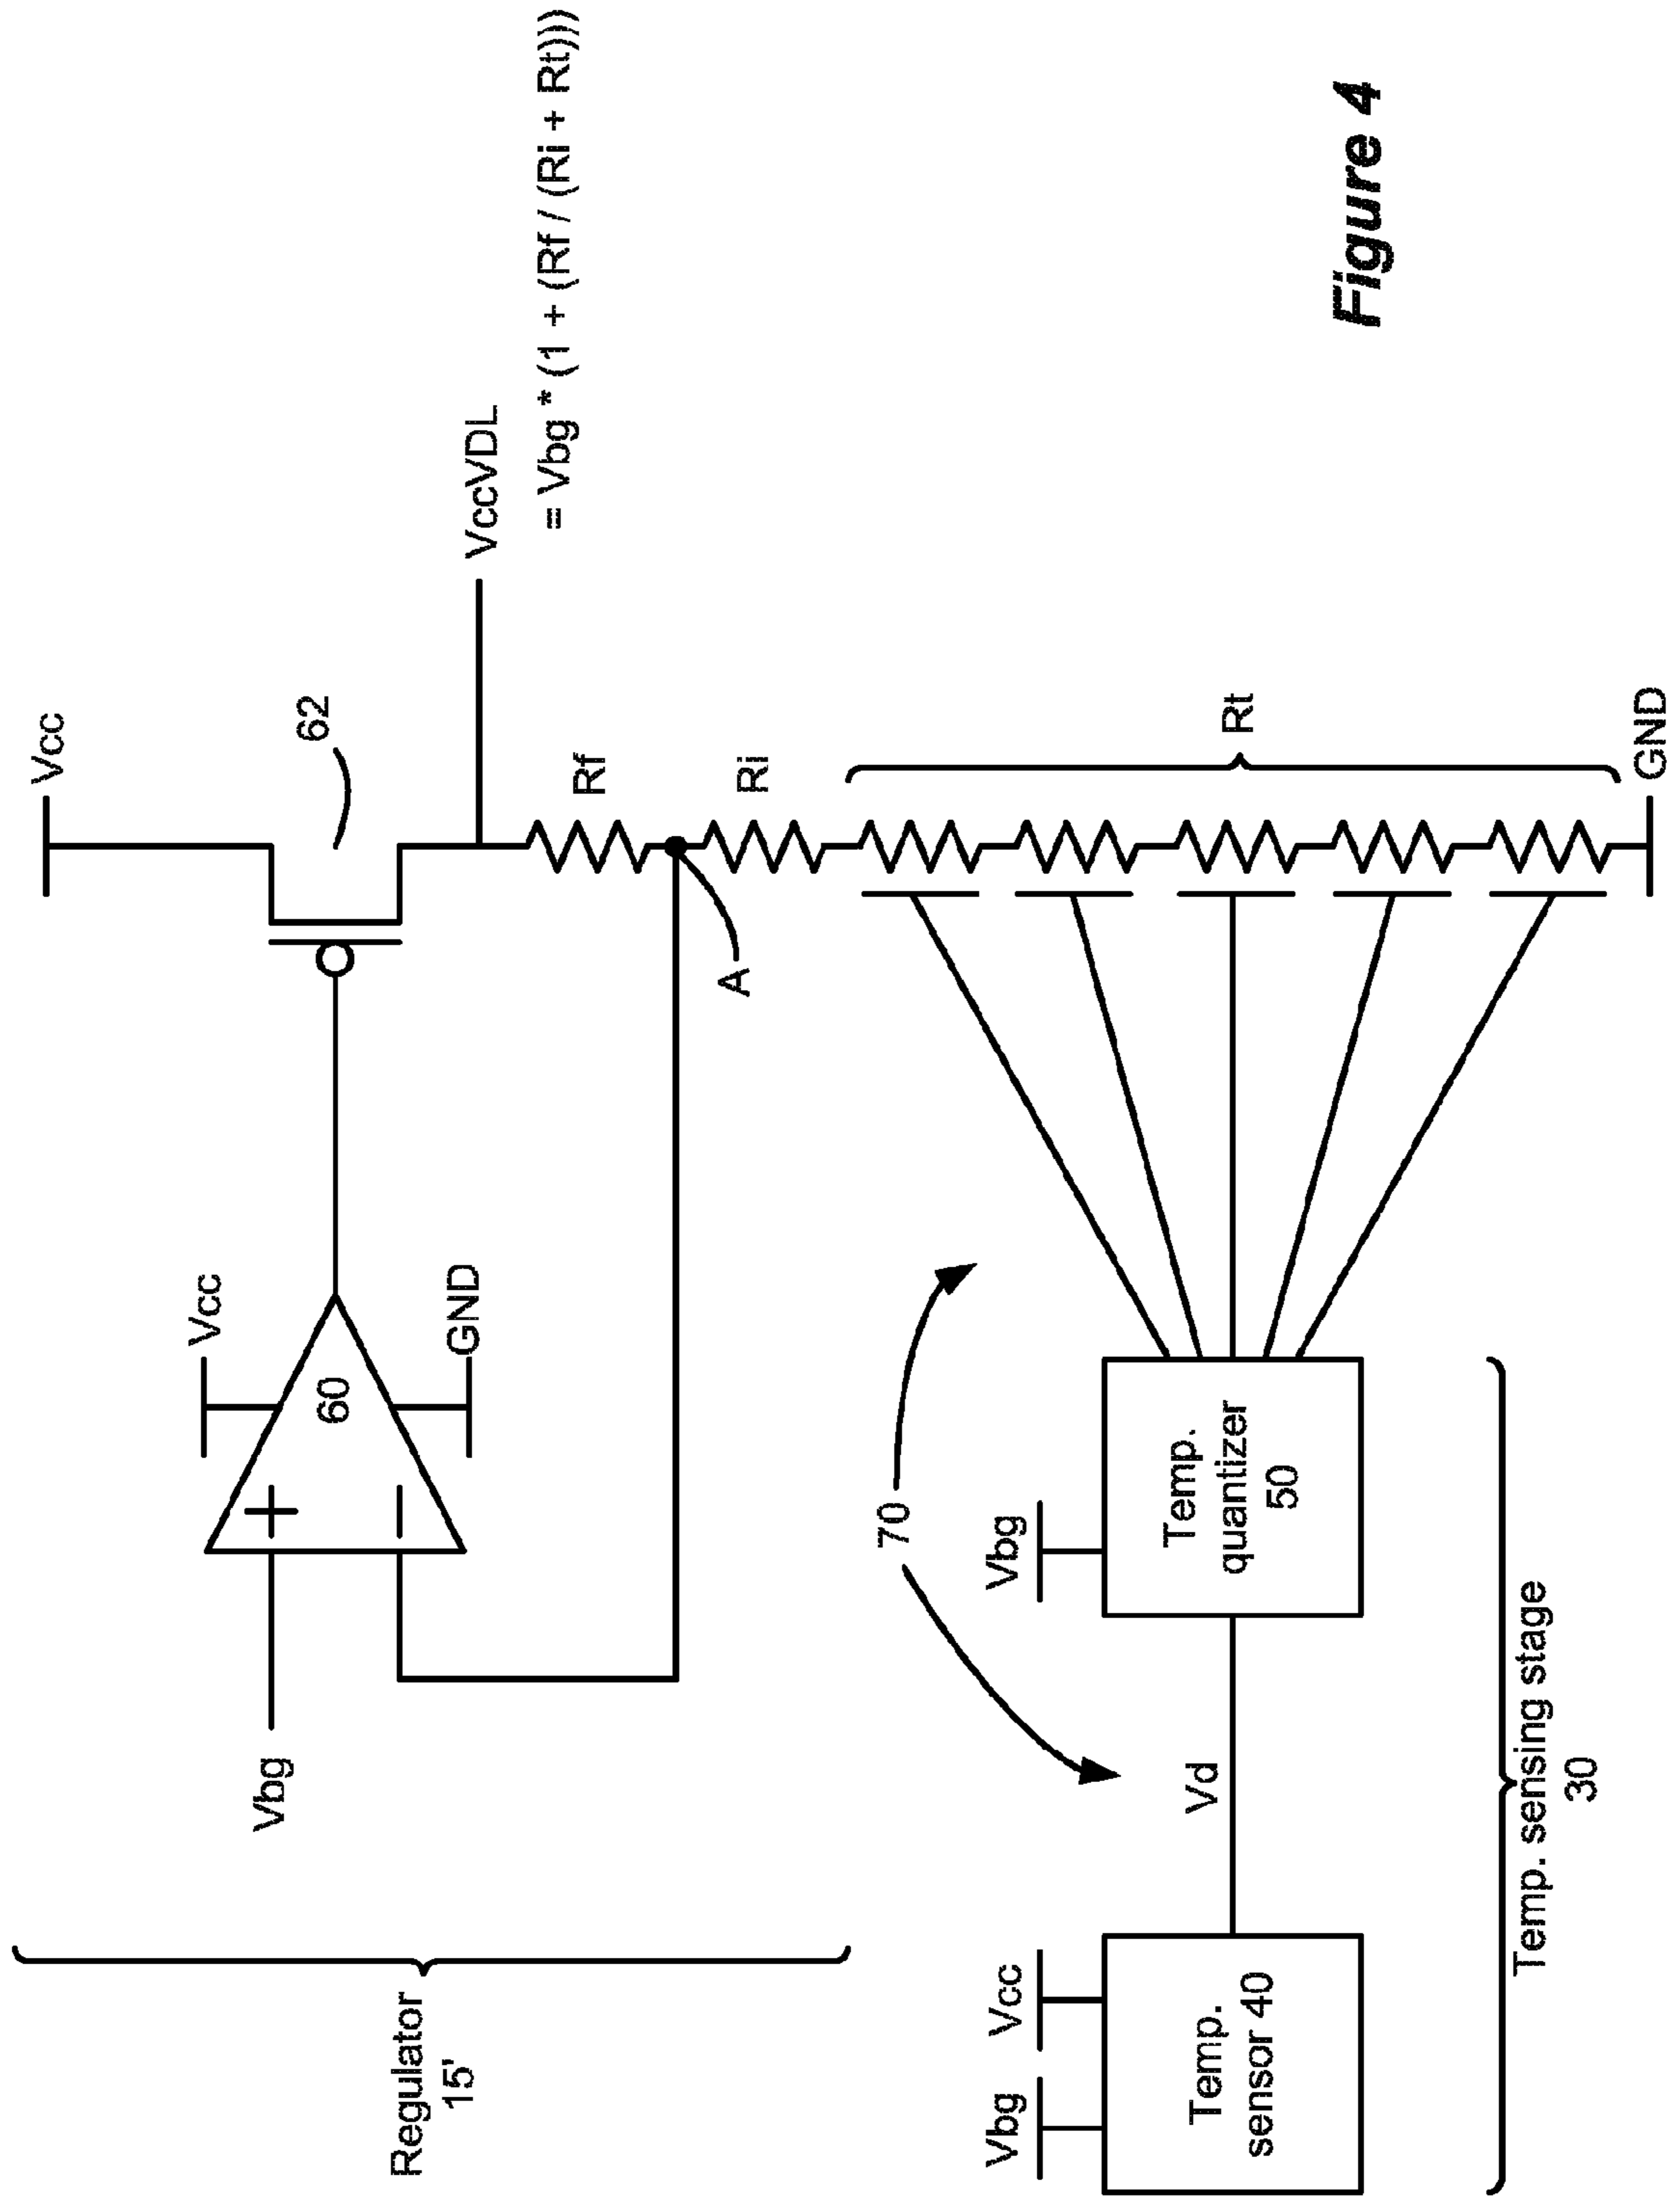 Regulator
15'
Vbg
Vcc
+
−
60
GND
Vcc
62
VccVDL
= Vbg * (1 + (Rf / (Ri + Rt)))
Rf
A
Ri
Rt
GND
70
Vbg
Vcc
Temp.
sensor 40
Vd
Vbg
Temp.
quantizer
50
Temp. sensing stage
30
Figure 4